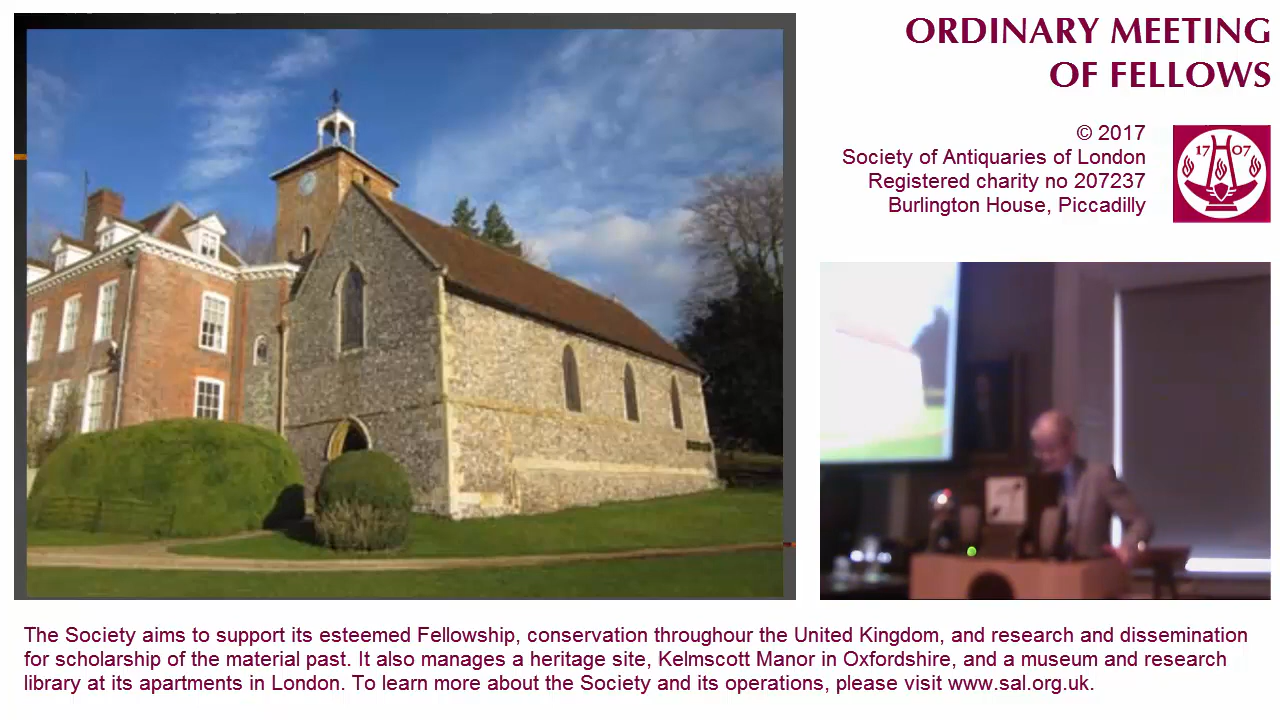 ORDINARY MEETING
OF FELLOWS
© 2017
Society of Antiquaries of London
Registered charity no 207237
Burlington House, Piccadilly
17 07
The Society aims to support its esteemed Fellowship, conservation throughour the United Kingdom, and research and dissemination
for scholarship of the material past. It also manages a heritage site, Kelmscott Manor in Oxfordshire, and a museum and research
library at its apartments in London. To learn more about the Society and its operations, please visit www.sal.org.uk.